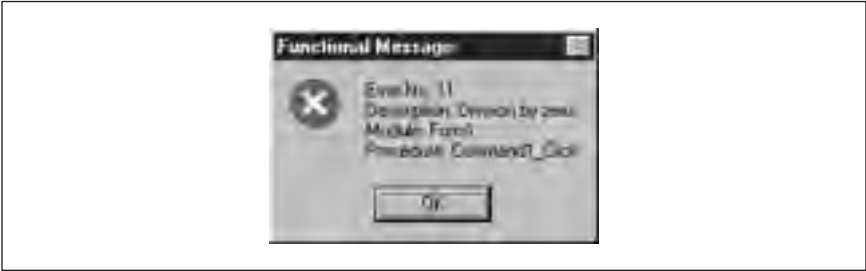 Functional Message
Error No: 11
Description: Division by zero
Module: Form1
Procedure: Command1_Click
OK